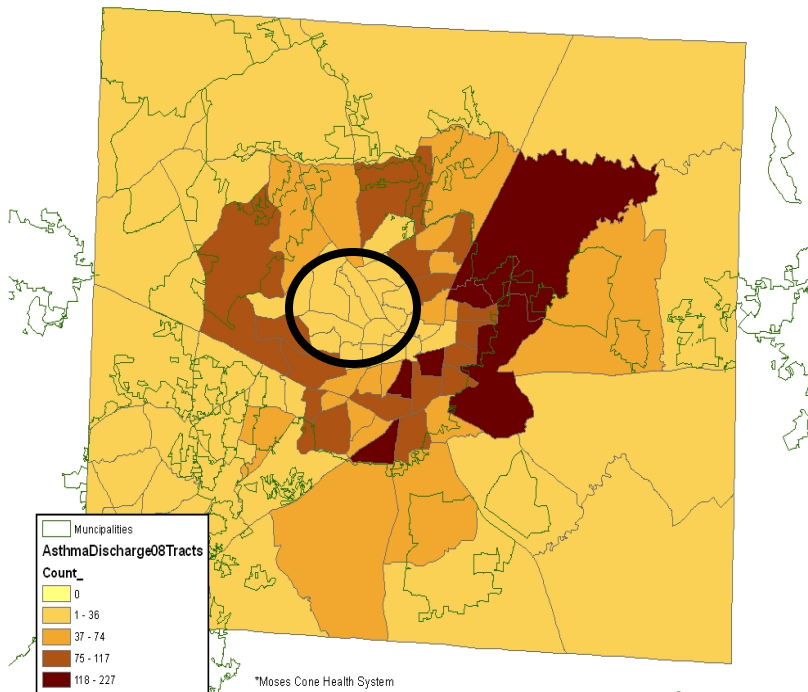 Muncipalities
AsthmaDischarge08Tracts
Count_
0
1 - 36
37 - 74
75 - 117
118 - 227
*Moses Cone Health System